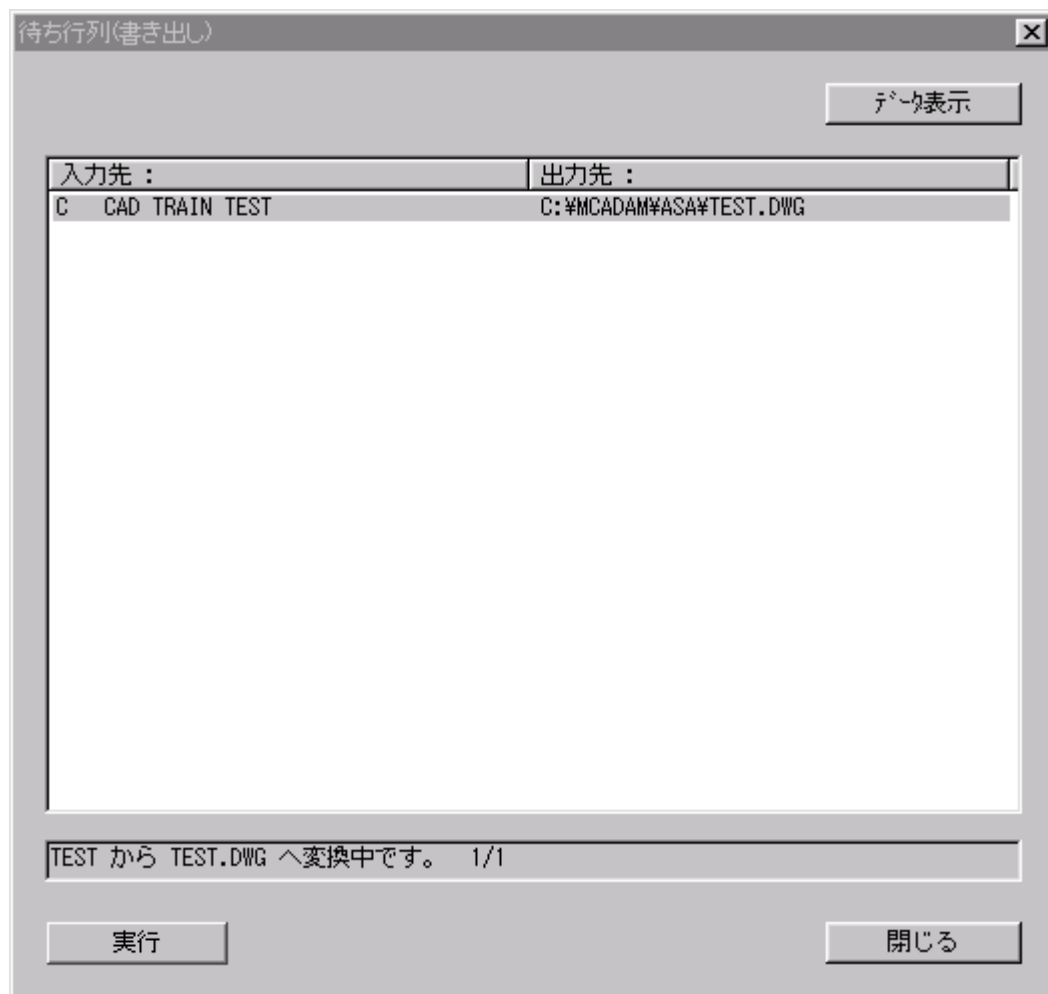 待ち行列(書き出し)
ﾃﾞｰﾀ表示
入力先： 出力先：
C CAD TRAIN TEST C:¥MCADAM¥ASA¥TEST.DWG
TEST から TEST.DWG へ変換中です。 1/1
実行 閉じる